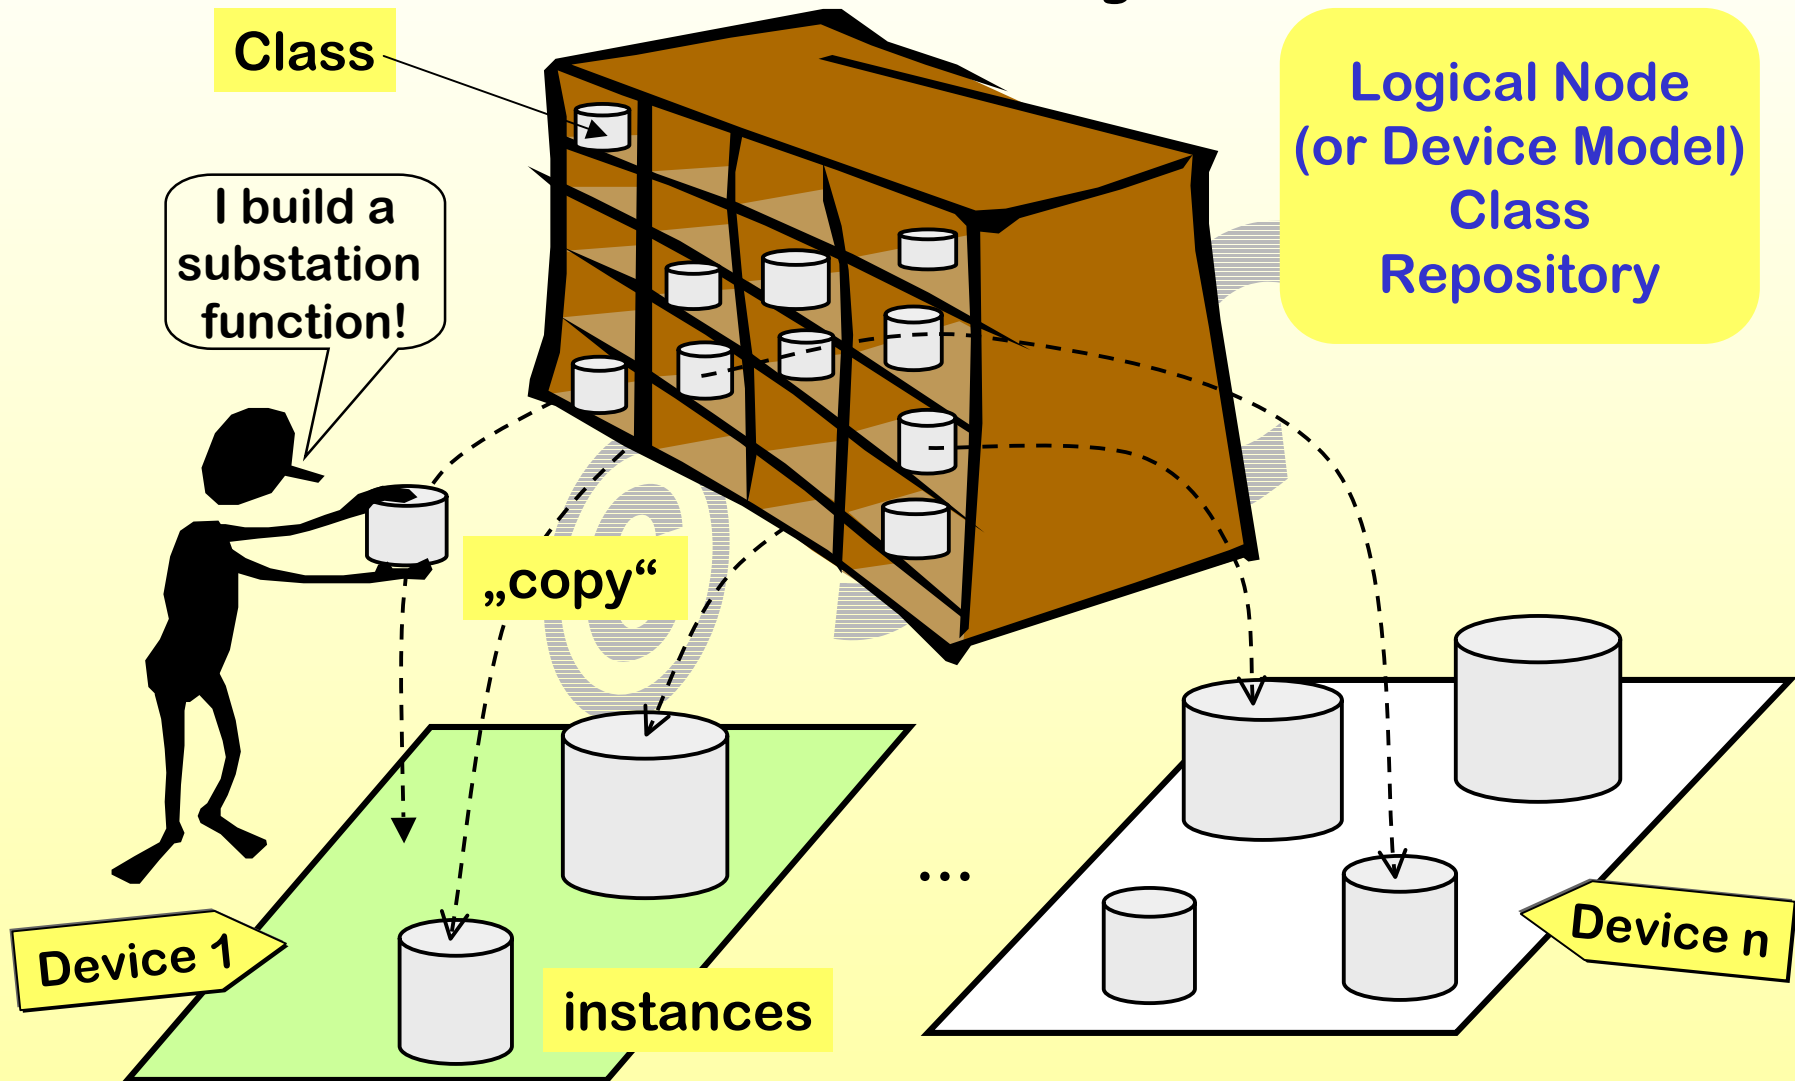 Class
Logical Node
(or Device Model)
Class
Repository
I build a
substation
function!
„copy“
...
Device 1
instances
Device n